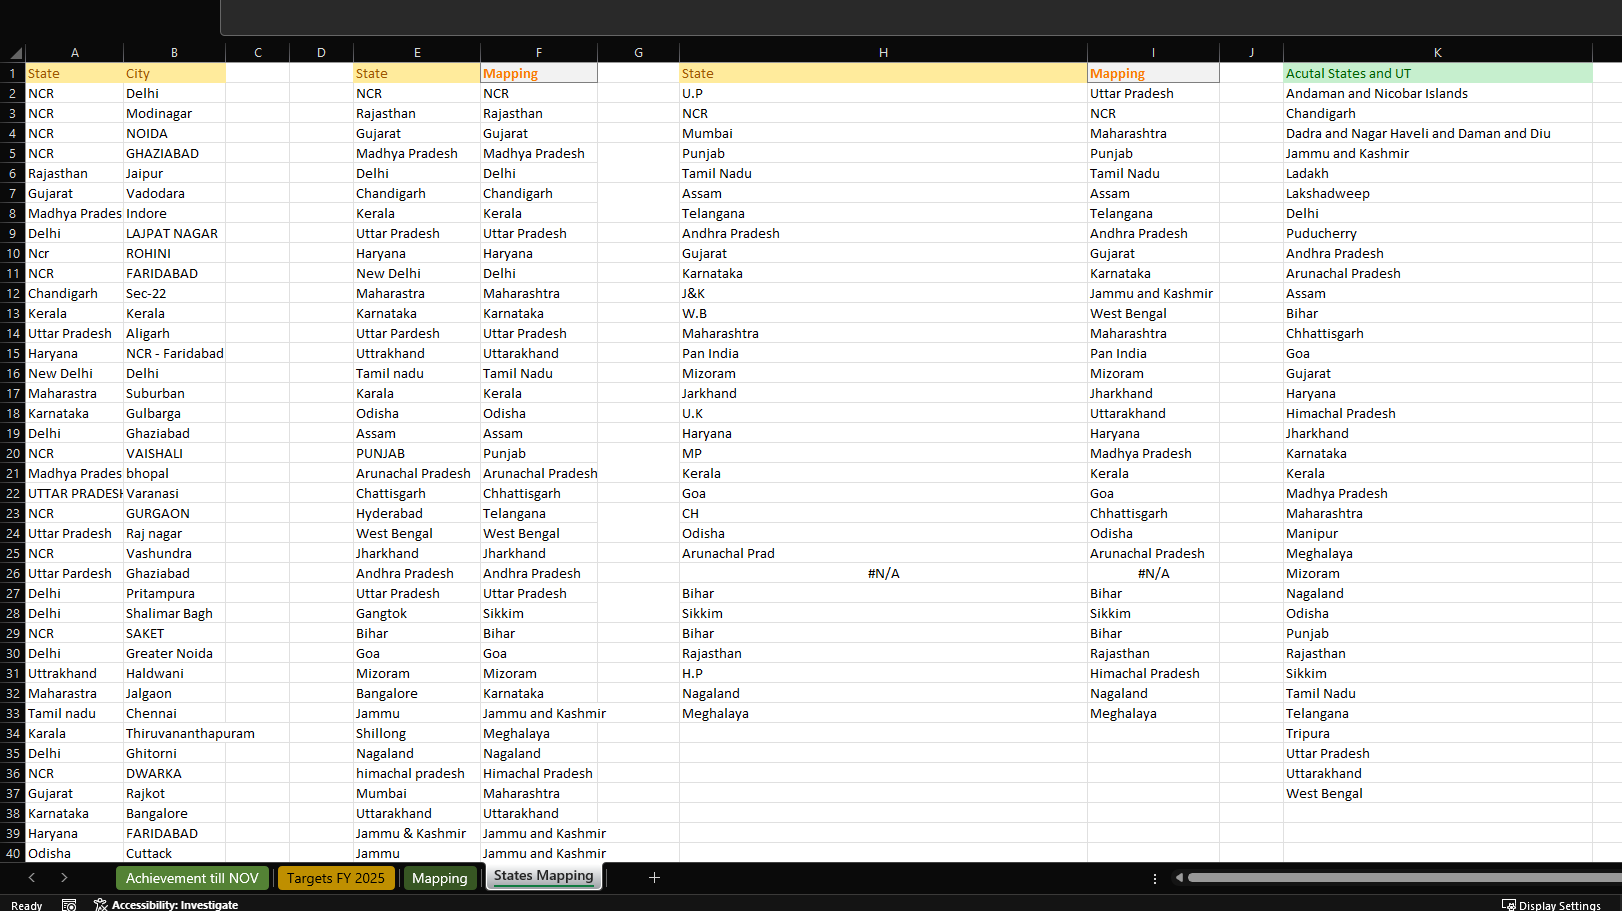 A B C D E F G H I J K
1 State City State Mapping State Mapping Acutal States and UT
2 NCR Delhi NCR NCR U.P Uttar Pradesh Andaman and Nicobar Islands
3 NCR Modinagar Rajasthan Rajasthan NCR NCR Chandigarh
4 NCR NOIDA Gujarat Gujarat Mumbai Maharashtra Dadra and Nagar Haveli and Daman and Diu
5 NCR GHAZIABAD Madhya Pradesh Madhya Pradesh Punjab Punjab Jammu and Kashmir
6 Rajasthan Jaipur Delhi Delhi Tamil Nadu Tamil Nadu Ladakh
7 Gujarat Vadodara Chandigarh Chandigarh Assam Assam Lakshadweep
8 Madhya Prades Indore Kerala Kerala Telangana Telangana Delhi
9 Delhi LAJPAT NAGAR Uttar Pradesh Uttar Pradesh Andhra Pradesh Andhra Pradesh Puducherry
10 Ncr ROHINI Haryana Haryana Gujarat Gujarat Andhra Pradesh
11 NCR FARIDABAD New Delhi Delhi Karnataka Karnataka Arunachal Pradesh
12 Chandigarh Sec-22 Maharastra Maharashtra J&K Jammu and Kashmir Assam
13 Kerala Kerala Karnataka Karnataka W.B West Bengal Bihar
14 Uttar Pradesh Aligarh Uttar Pardesh Uttar Pradesh Maharashtra Maharashtra Chhattisgarh
15 Haryana NCR - Faridabad Uttrakhand Uttarakhand Pan India Pan India Goa
16 New Delhi Delhi Tamil nadu Tamil Nadu Mizoram Mizoram Gujarat
17 Maharastra Suburban Karala Kerala Jarkhand Jharkhand Haryana
18 Karnataka Gulbarga Odisha Odisha U.K Uttarakhand Himachal Pradesh
19 Delhi Ghaziabad Assam Assam Haryana Haryana Jharkhand
20 NCR VAISHALI PUNJAB Punjab MP Madhya Pradesh Karnataka
21 Madhya Prades bhopal Arunachal Pradesh Arunachal Pradesh Kerala Kerala Kerala
22 UTTAR PRADESH Varanasi Chattisgarh Chhattisgarh Goa Goa Madhya Pradesh
23 NCR GURGAON Hyderabad Telangana CH Chhattisgarh Maharashtra
24 Uttar Pradesh Raj nagar West Bengal West Bengal Odisha Odisha Manipur
25 NCR Vashundra Jharkhand Jharkhand Arunachal Prad Arunachal Pradesh Meghalaya
26 Uttar Pardesh Ghaziabad Andhra Pradesh Andhra Pradesh #N/A #N/A Mizoram
27 Delhi Pritampura Uttar Pradesh Uttar Pradesh Bihar Bihar Nagaland
28 Delhi Shalimar Bagh Gangtok Sikkim Sikkim Sikkim Odisha
29 NCR SAKET Bihar Bihar Bihar Bihar Punjab
30 Delhi Greater Noida Goa Goa Rajasthan Rajasthan Rajasthan
31 Uttrakhand Haldwani Mizoram Mizoram H.P Himachal Pradesh Sikkim
32 Maharastra Jalgaon Bangalore Karnataka Nagaland Nagaland Tamil Nadu
33 Tamil nadu Chennai Jammu Jammu and Kashmir Meghalaya Meghalaya Telangana
34 Karala Thiruvananthapuram Shillong Meghalaya Tripura
35 Delhi Ghitorni Nagaland Nagaland Uttar Pradesh
36 NCR DWARKA himachal pradesh Himachal Pradesh Uttarakhand
37 Gujarat Rajkot Mumbai Maharashtra West Bengal
38 Karnataka Bangalore Uttarakhand Uttarakhand
39 Haryana FARIDABAD Jammu & Kashmir Jammu and Kashmir
40 Odisha Cuttack Jammu Jammu and Kashmir
Achievement till NOV Targets FY 2025 Mapping States Mapping
Ready Accessibility: Investigate Display Settings